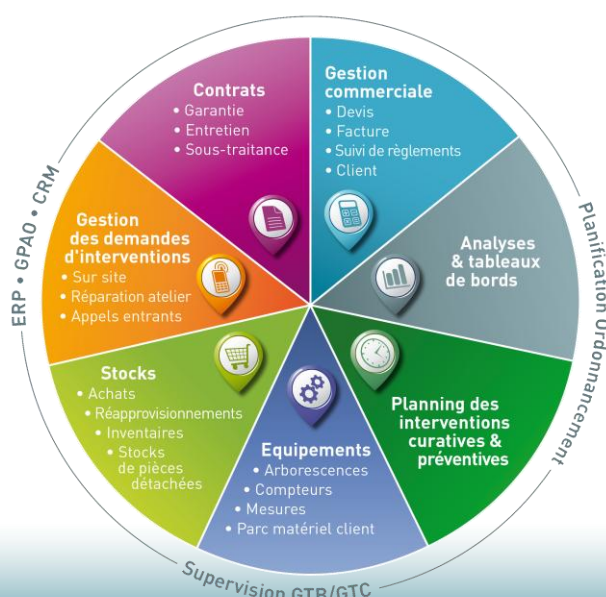 Contrats
• Garantie
• Entretien
• Sous-traitance
Gestion
commerciale
• Devis
• Facture
• Suivi de règlements
• Client
Analyses
& tableaux
de bords
Planning des
interventions
curatives &
préventives
Equipements
• Arborescences
• Compteurs
• Mesures
• Parc matériel client
Stocks
• Achats
• Réapprovisionnements
• Inventaires
• Stocks
de pièces
détachées
Gestion
des demandes
d'interventions
• Sur site
• Réparation atelier
• Appels entrants
ERP • GPAO • CRM
Planification Ordonnancement
Supervision GTB/GTC